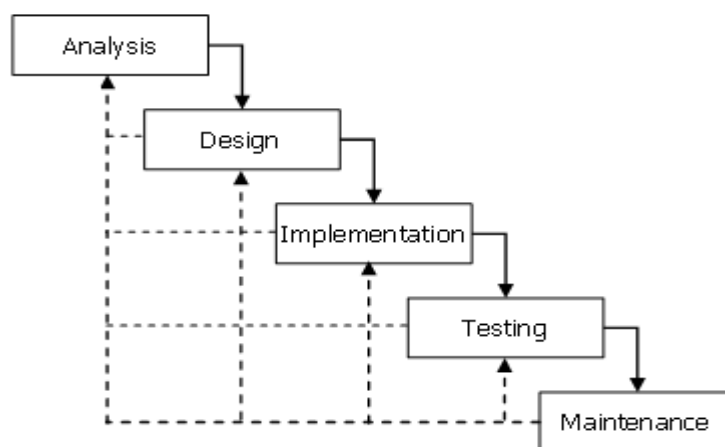 Analysis
Design
Implementation
Testing
Maintenance